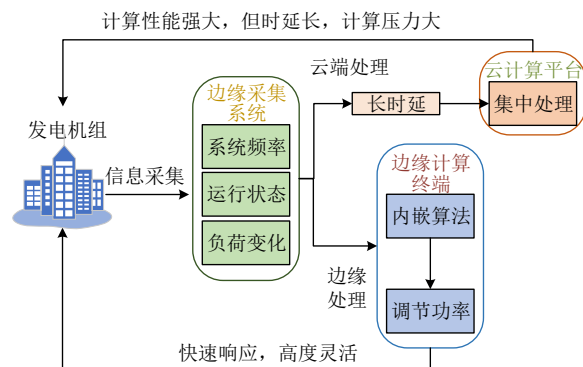 计算性能强大，但时延长，计算压力大
云端处理
云计算平台
边缘采集
系统
长时延
集中处理
发电机组
系统频率
边缘计算
终端
信息采集
运行状态
内嵌算法
负荷变化
边缘
处理
调节功率
快速响应，高度灵活